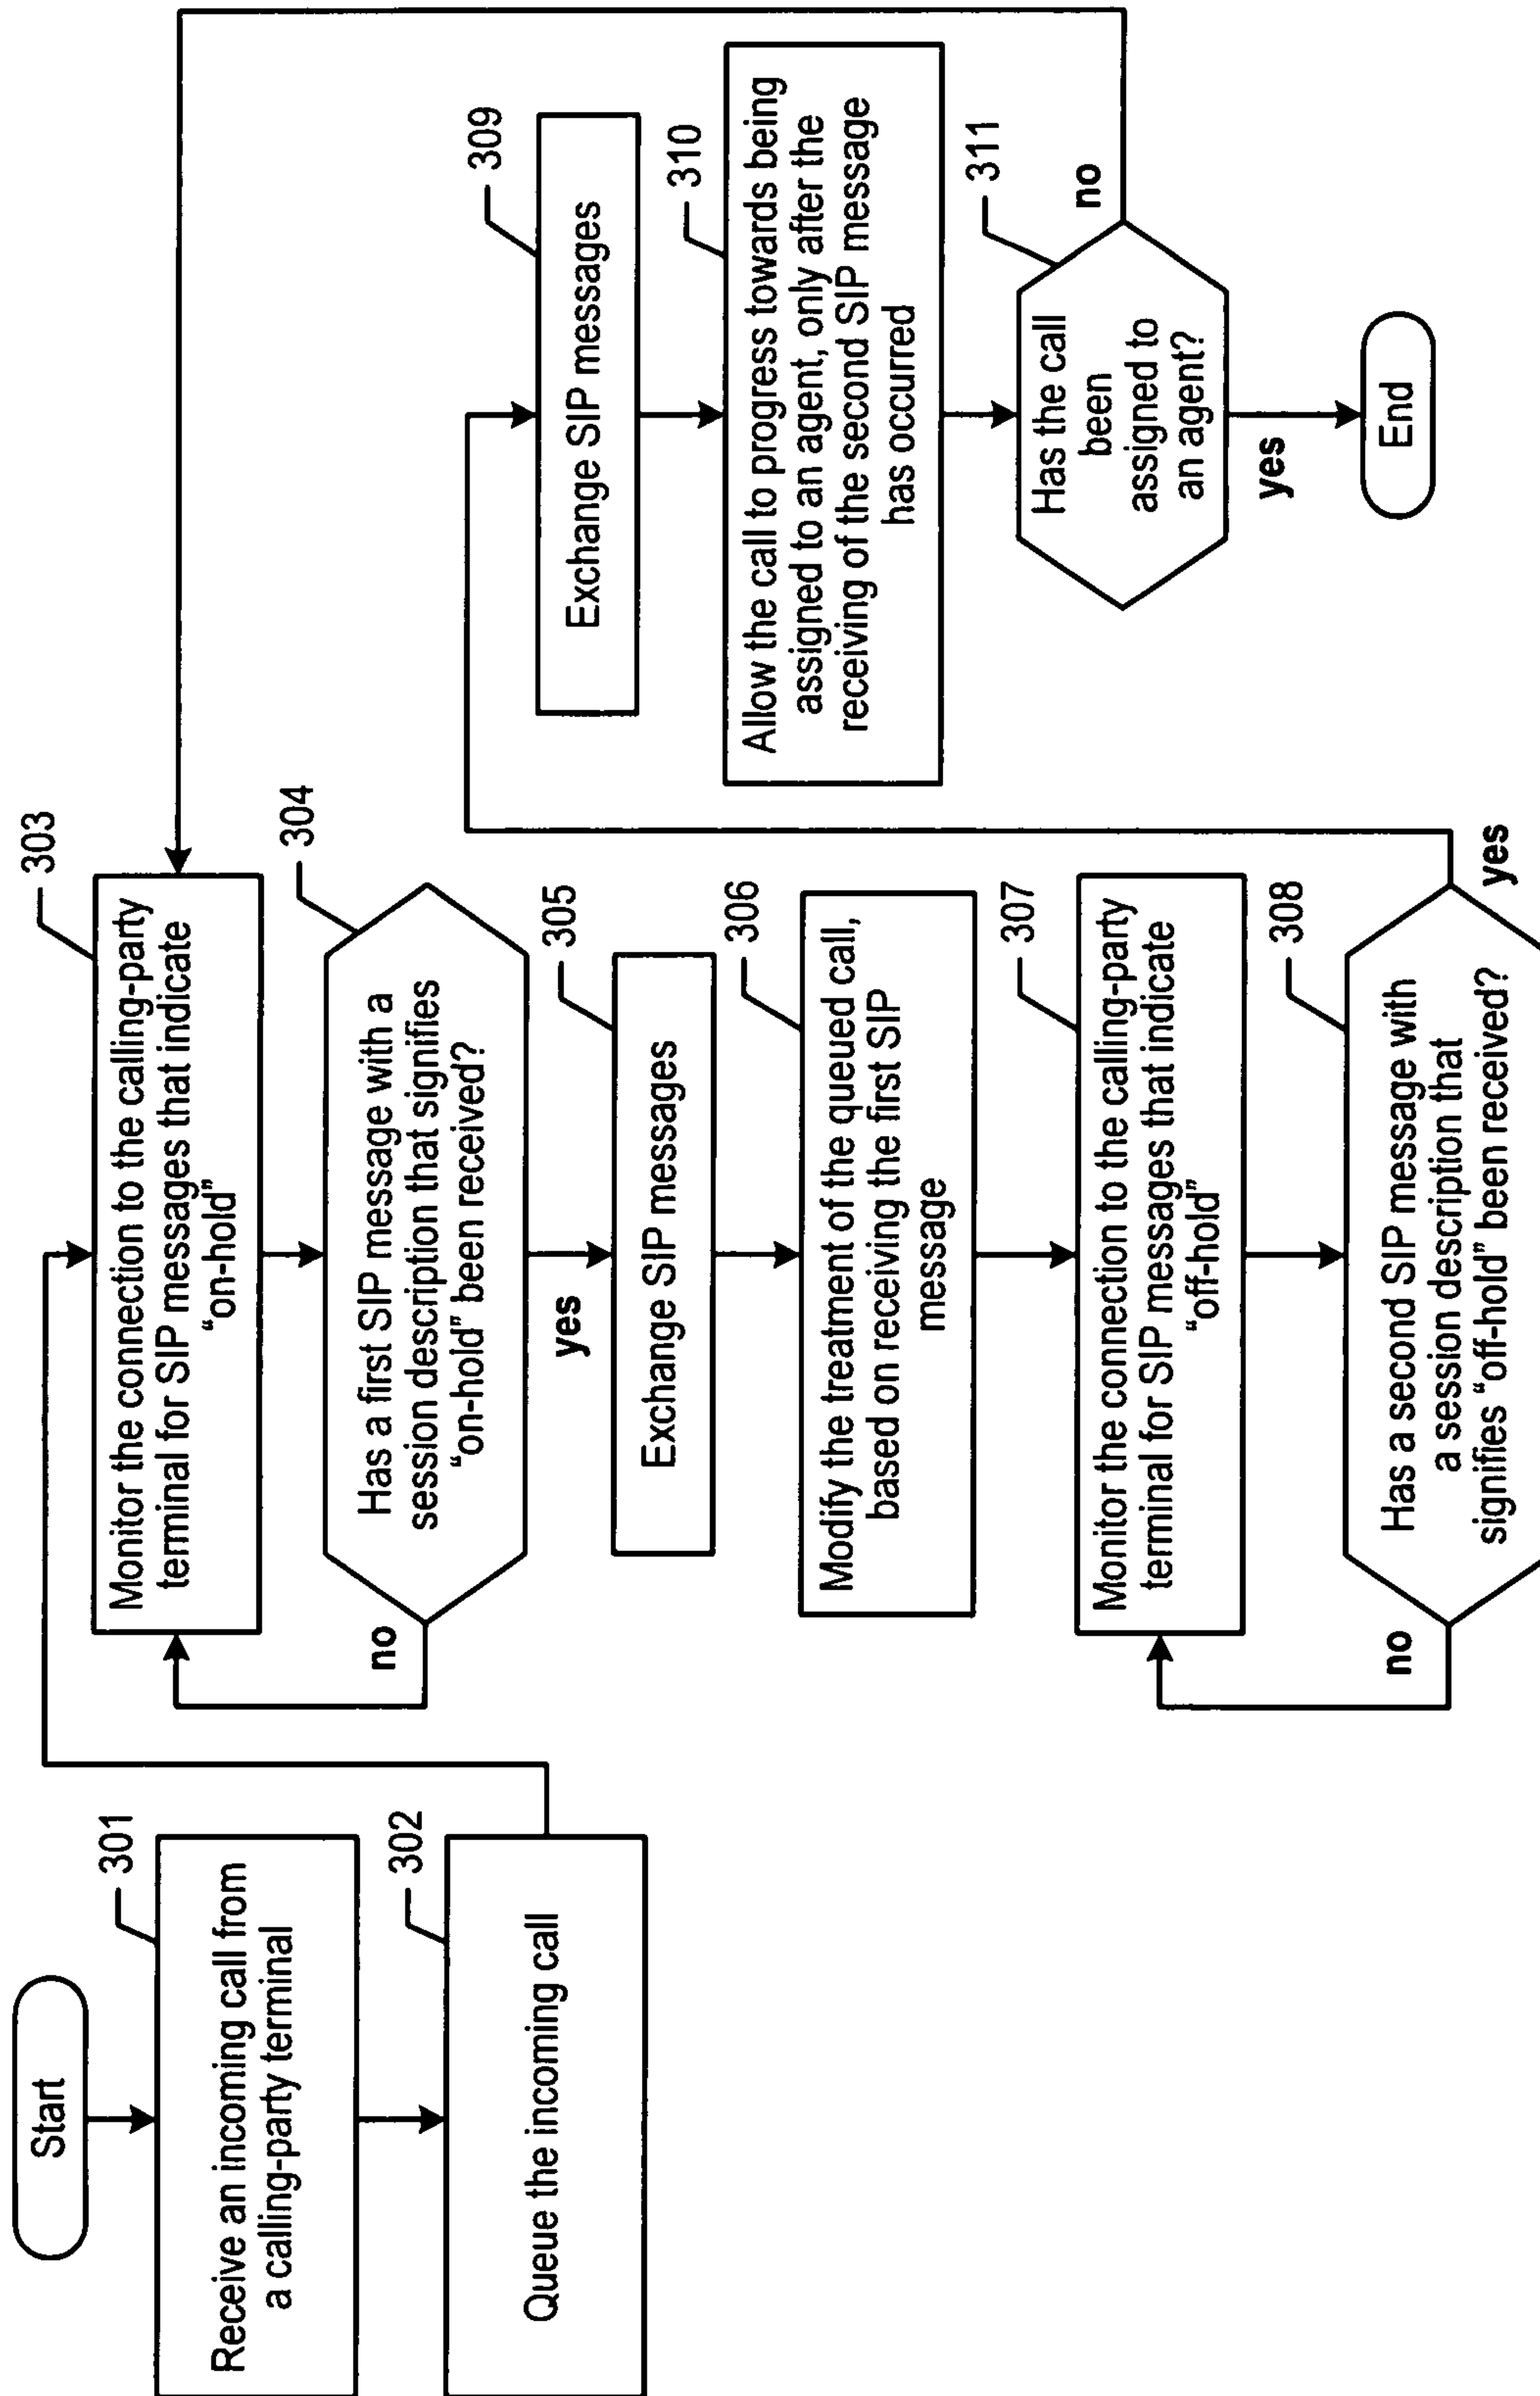 Start
301
Receive an incoming call from
a calling-party terminal
302
Queue the incoming call
303
Monitor the connection to the calling-party
terminal for SIP messages that indicate
“on-hold”
304
Has a first SIP message with a
session description that signifies
“on-hold” been received?
no
yes
305
Exchange SIP messages
306
Modify the treatment of the queued call,
based on receiving the first SIP
message
307
Monitor the connection to the calling-party
terminal for SIP messages that indicate
“off-hold”
308
Has a second SIP message with
a session description that
signifies “off-hold” been received?
no
yes
309
Exchange SIP messages
310
Allow the call to progress towards being
assigned to an agent, only after the
receiving of the second SIP message
has occurred
311
Has the call
been
assigned to
an agent?
no
yes
End